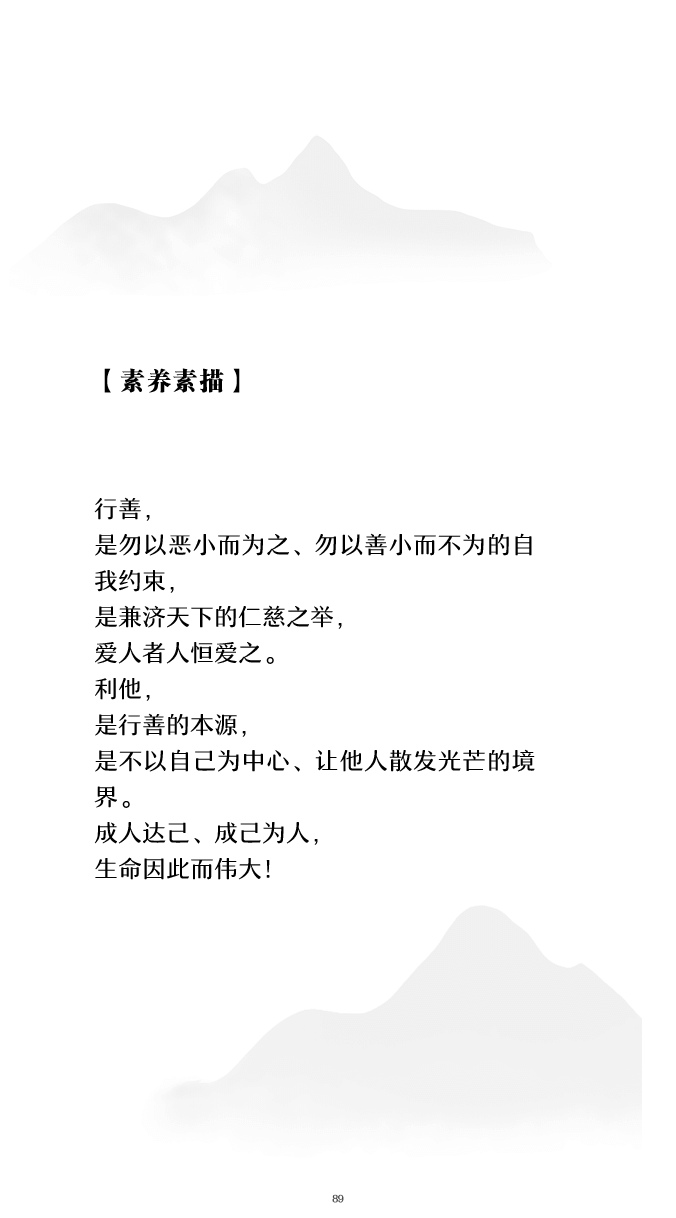 【素养素描】
行善，
是勿以恶小而为之、勿以善小而不为的自
我约束，
是兼济天下的仁慈之举，
爱人者人恒爱之。
利他，
是行善的本源，
是不以自己为中心、让他人散发光芒的境
界。
成人达己、成己为人，
生命因此而伟大！
89